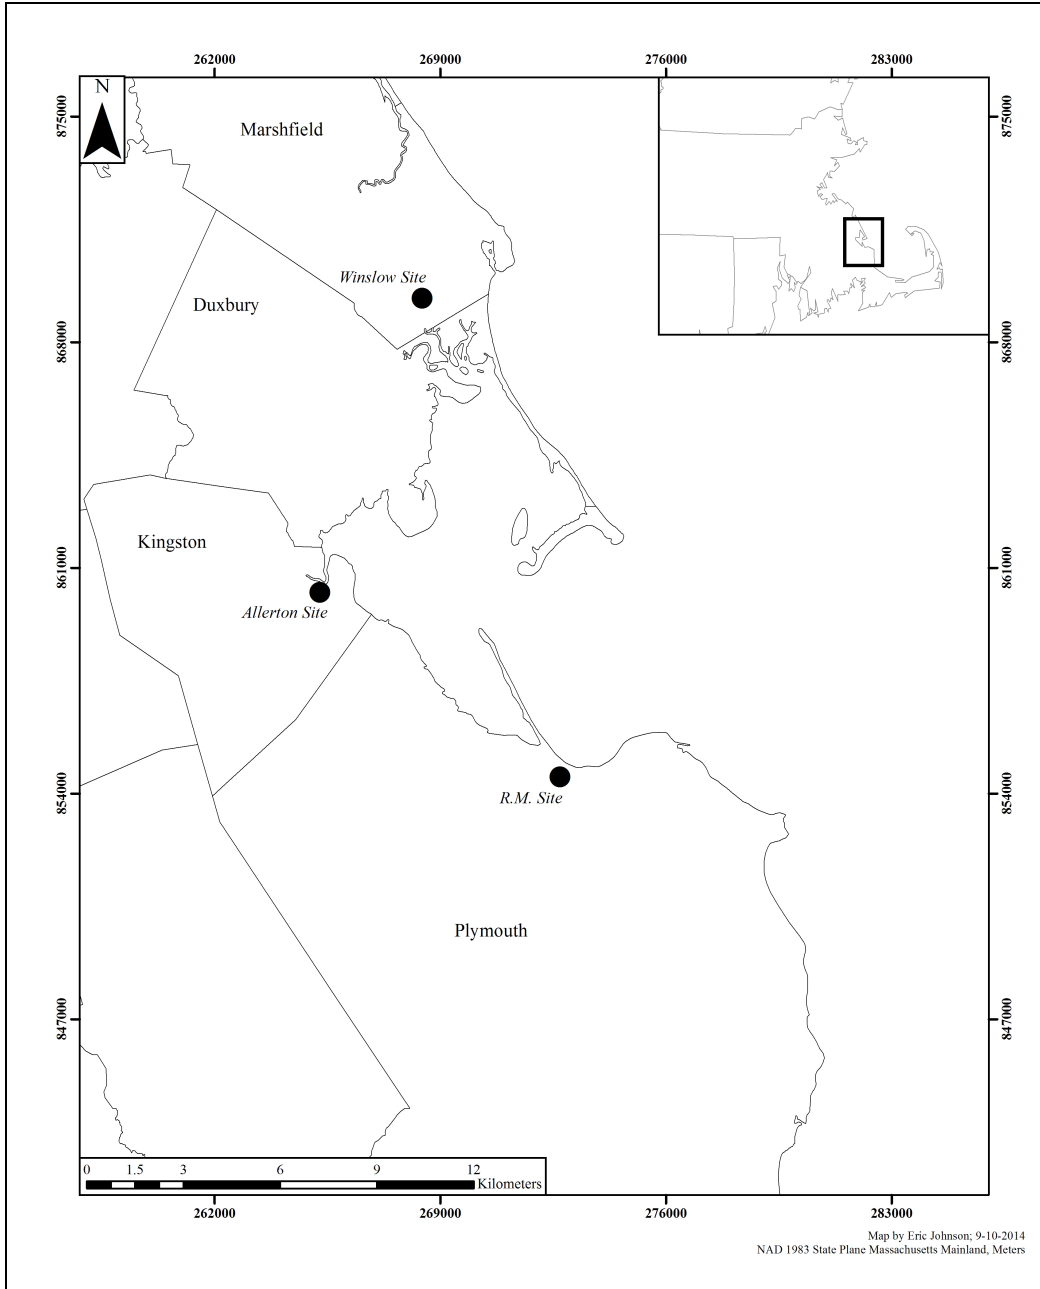 262000 269000 276000 283000
N
875000 875000
Marshfield
Winslow Site
Duxbury
868000 868000
Kingston
861000 861000
Allerton Site
854000 854000
R.M. Site
Plymouth
847000 847000
0 1.5 3 6 9 12
Kilometers
262000 269000 276000 283000
Map by Eric Johnson; 9-10-2014
NAD 1983 State Plane Massachusetts Mainland, Meters